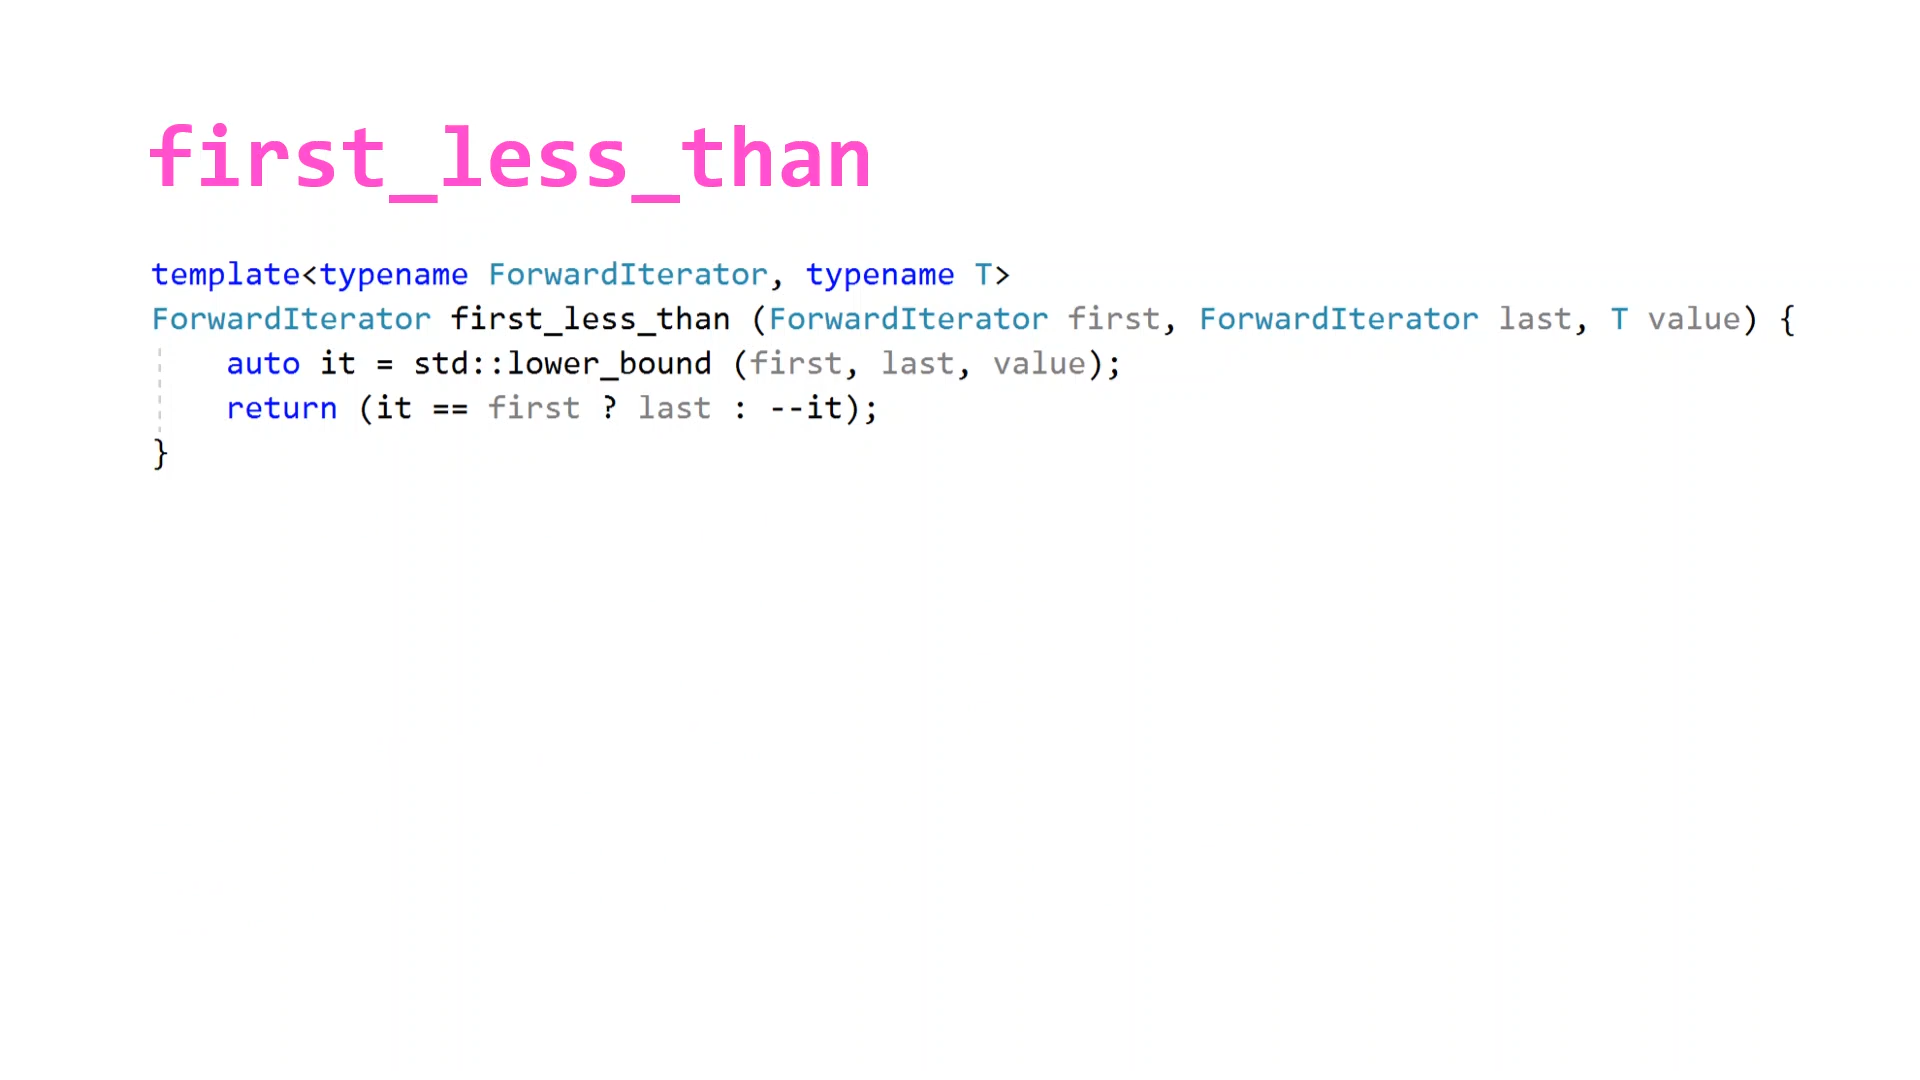 first_less_than
template<typename ForwardIterator, typename T>
ForwardIterator first_less_than (ForwardIterator first, ForwardIterator last, T value) {
    auto it = std::lower_bound (first, last, value);
    return (it == first ? last : --it);
}